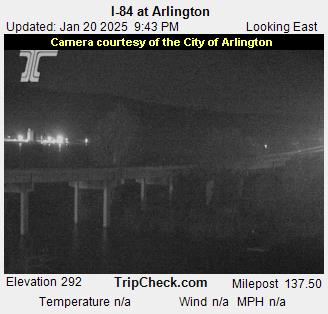 I-84 at Arlington
Updated: Jan 20 2025 9:43 PM Looking East
Camera courtesy of the City of Arlington
Elevation 292 TripCheck.com Milepost 137.50
Temperature n/a Wind n/a MPH n/a